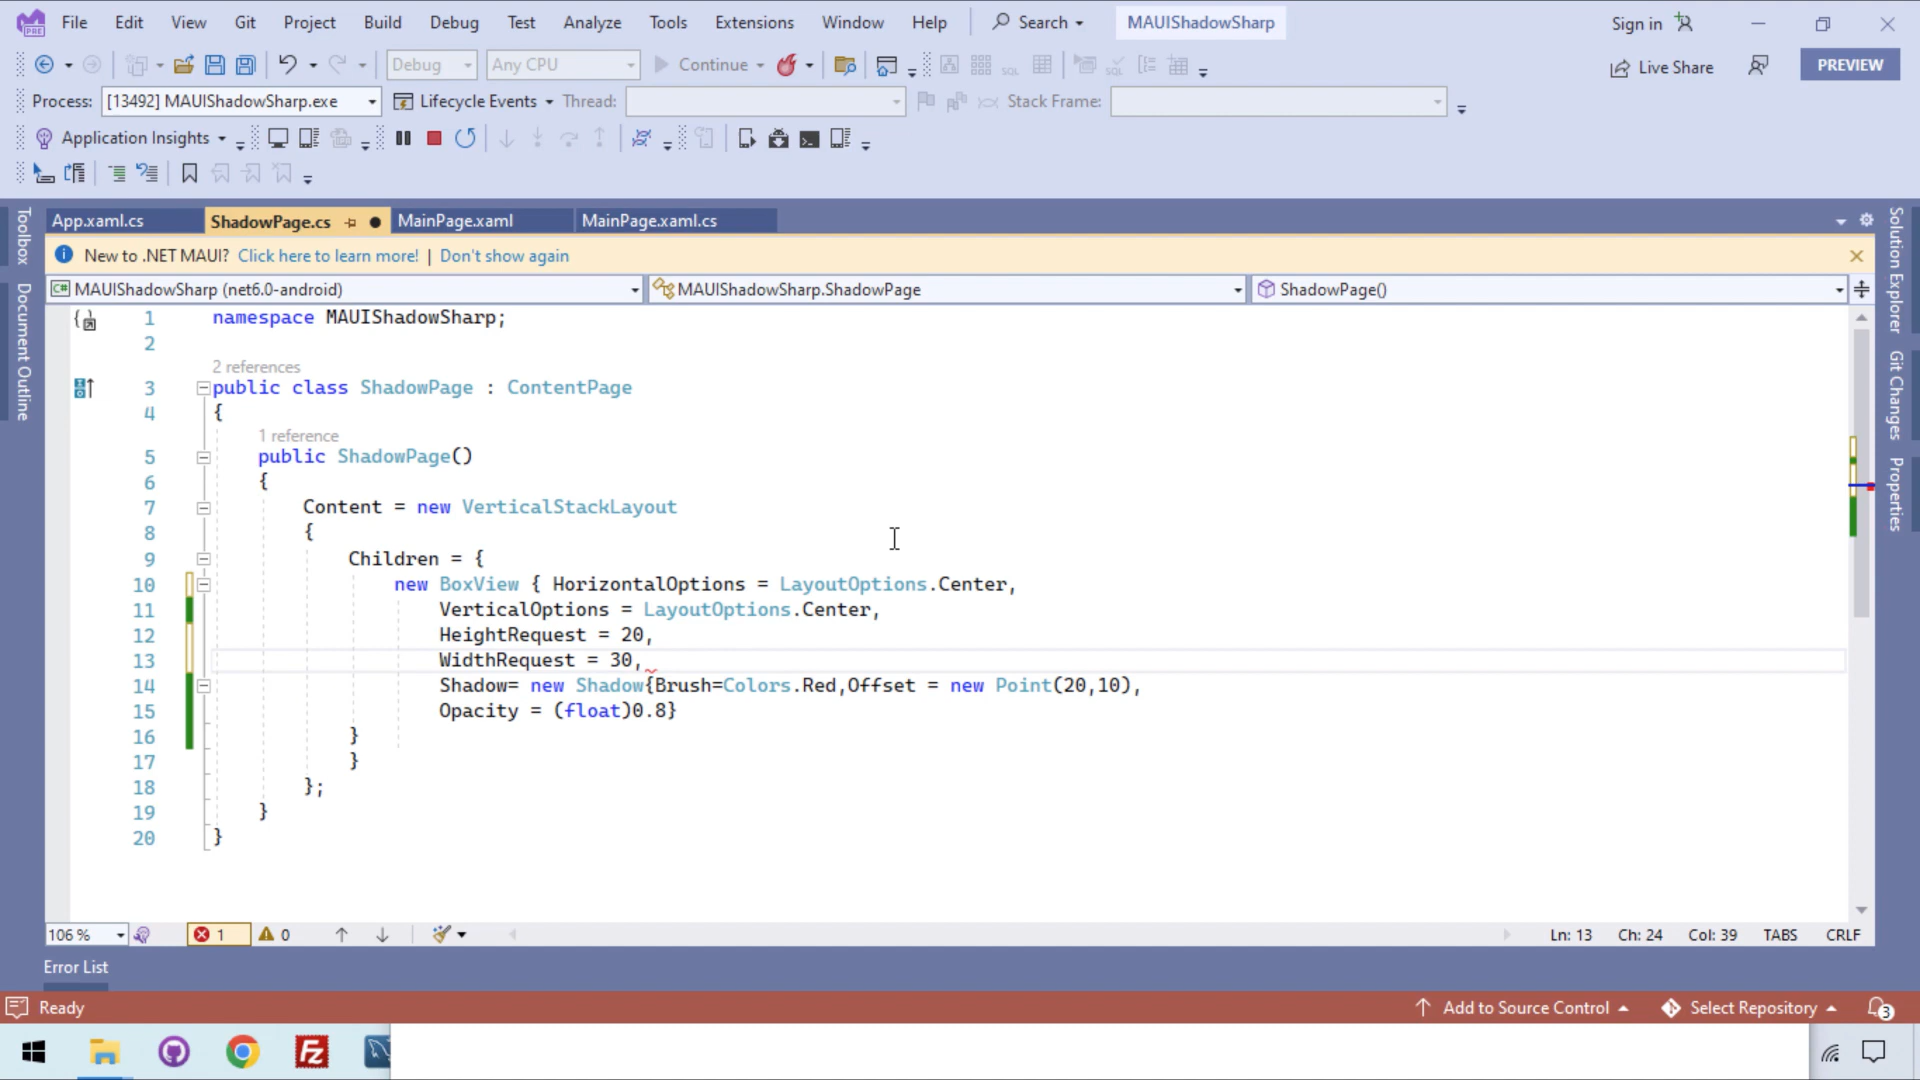 File Edit View Git Project Build Debug Test Analyze Tools Extensions Window Help Search MAUIShadowSharp Sign in
Debug Any CPU Continue Live Share PREVIEW
Process: [13492] MAUIShadowSharp.exe Lifecycle Events Thread: Stack Frame:
Application Insights
App.xaml.cs ShadowPage.cs MainPage.xaml MainPage.xaml.cs
New to .NET MAUI? Click here to learn more! | Don't show again
MAUIShadowSharp (net6.0-android) MAUIShadowSharp.ShadowPage ShadowPage()
1 namespace MAUIShadowSharp;
2
2 references
3 public class ShadowPage : ContentPage
4 {
1 reference
5 public ShadowPage()
6 {
7 Content = new VerticalStackLayout
8 {
9 Children = {
10 new BoxView { HorizontalOptions = LayoutOptions.Center,
11 VerticalOptions = LayoutOptions.Center,
12 HeightRequest = 20,
13 WidthRequest = 30,
14 Shadow= new Shadow{Brush=Colors.Red,Offset = new Point(20,10),
15 Opacity = (float)0.8}
16 }
17 }
18 };
19 }
20 }
Toolbox
Document Outline
Solution Explorer
Git Changes
Properties
106 % 1 0 Ln: 13 Ch: 24 Col: 39 TABS CRLF
Error List
Ready Add to Source Control Select Repository 3